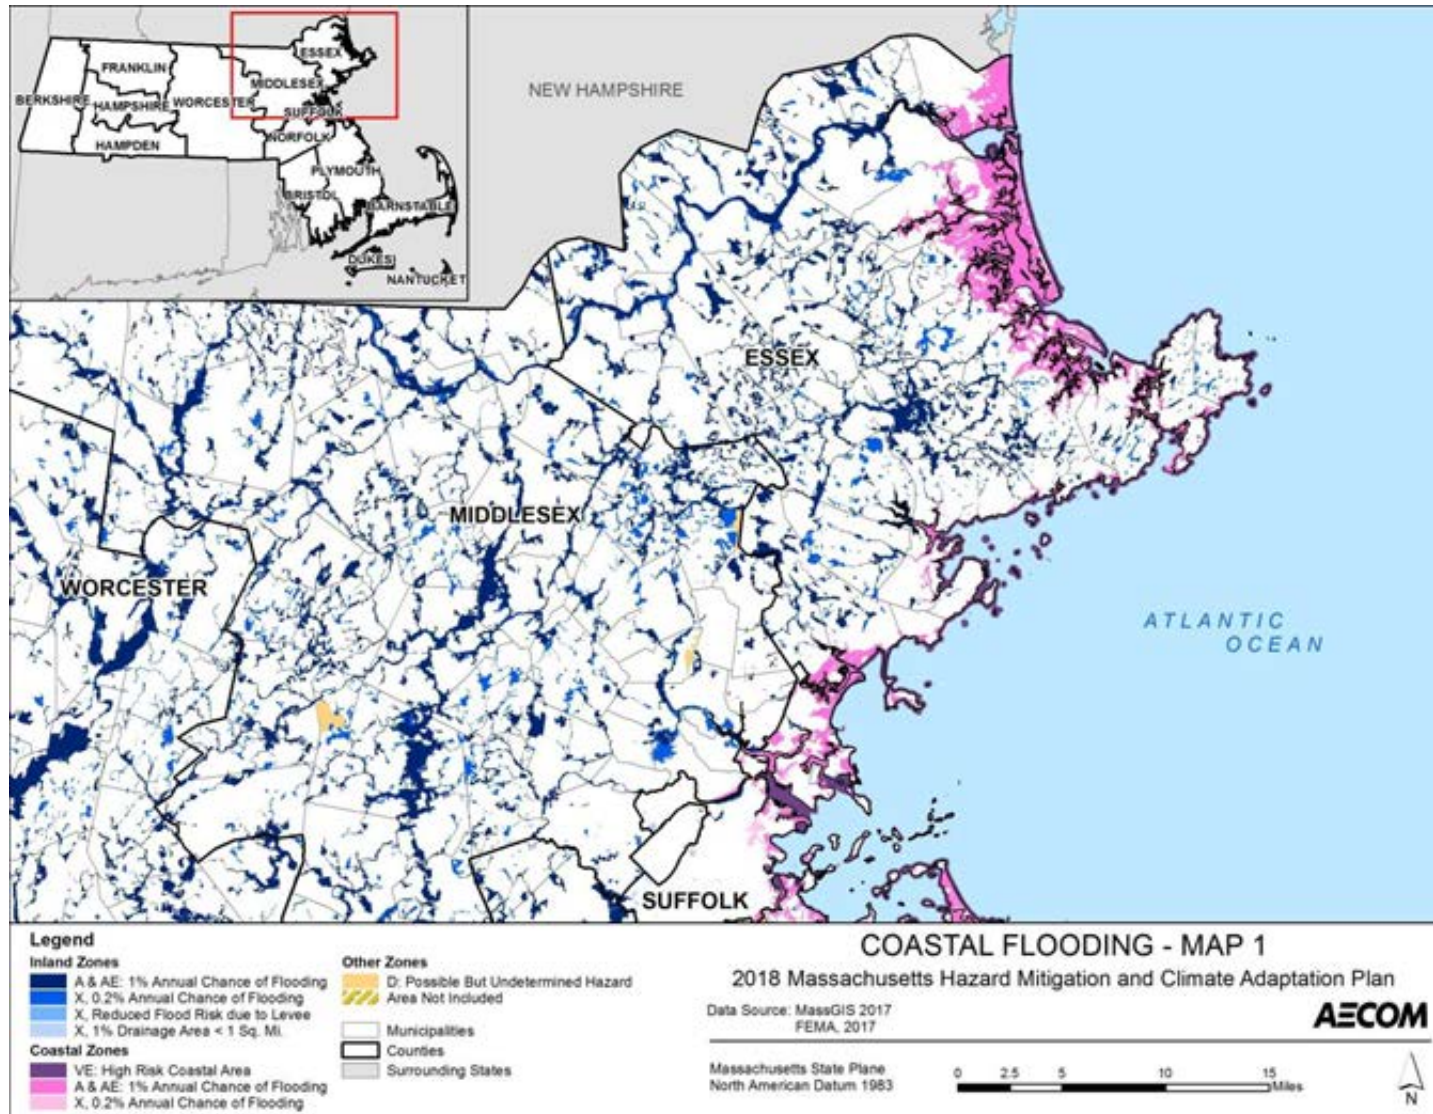 ESSEX
FRANKLIN
MIDDLESEX
BERKSHIRE
HAMPSHIRE
WORCESTER
SUFFOLK
NORFOLK
HAMPDEN
PLYMOUTH
BRISTOL
BARNSTABLE
DUKES
NANTUCKET
NEW HAMPSHIRE
ESSEX
MIDDLESEX
WORCESTER
ATLANTIC
OCEAN
SUFFOLK
Legend
Inland Zones
A & AE: 1% Annual Chance of Flooding
X, 0.2% Annual Chance of Flooding
X, Reduced Flood Risk due to Levee
X, 1% Drainage Area < 1 Sq. Mi.
Coastal Zones
VE: High Risk Coastal Area
A & AE: 1% Annual Chance of Flooding
X, 0.2% Annual Chance of Flooding
Other Zones
D: Possible But Undetermined Hazard
Area Not Included
Municipalities
Counties
Surrounding States
COASTAL FLOODING - MAP 1
2018 Massachusetts Hazard Mitigation and Climate Adaptation Plan
Data Source: MassGIS 2017
FEMA, 2017
AECOM
Massachusetts State Plane
North American Datum 1983
0 2.5 5 10 15
Miles
N